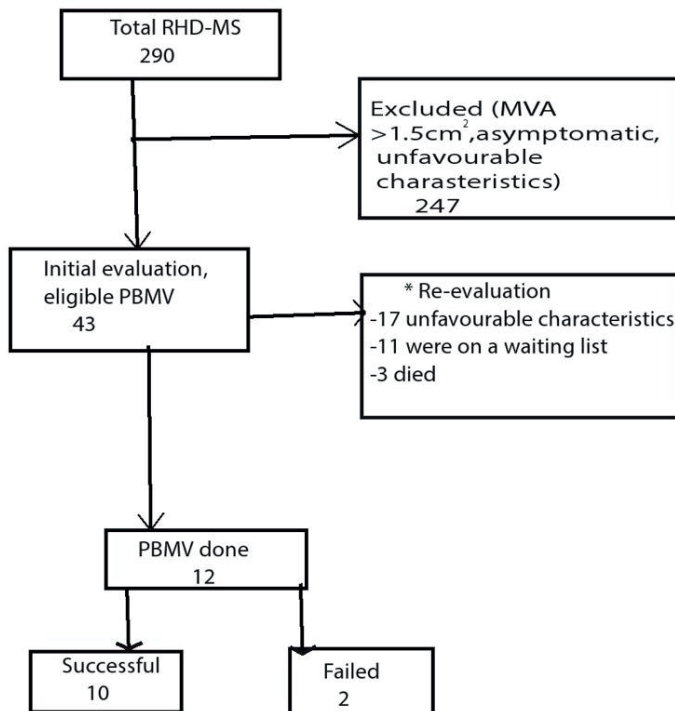 Total RHD-MS
290
Excluded (MVA
>1.5cm²,asymptomatic,
unfavourable
charasteristics)
247
Initial evaluation,
eligible PBMV
43
* Re-evaluation
-17 unfavourable characteristics
-11 were on a waiting list
-3 died
PBMV done
12
Successful
10
Failed
2